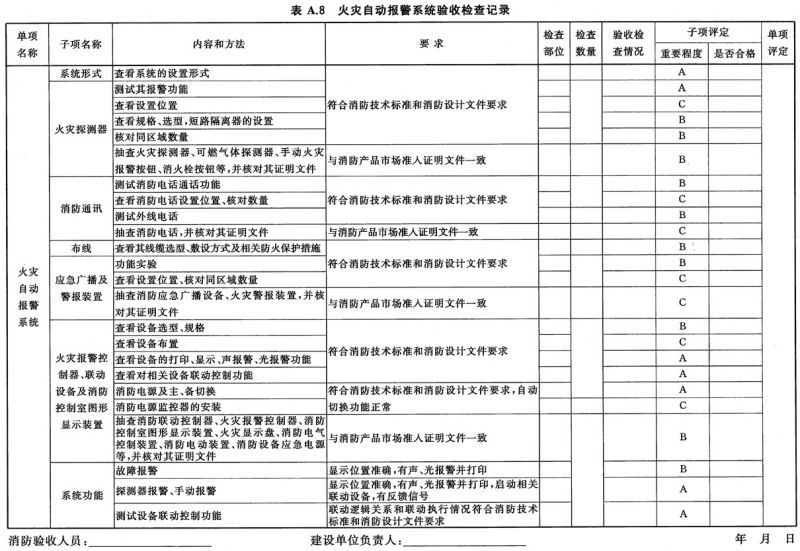 表 A.8 火灾自动报警系统验收检查记录
单项名称 子项名称 内容和方法 要求 检查部位 检查数量 验收检查情况 子项评定 单项评定
重要程度 是否合格
火灾自动报警系统
系统形式 查看系统的设置形式 符合消防技术标准和消防设计文件要求 A
火灾探测器 测试其报警功能 A
查看设置位置 C
查看规格、选型,短路隔离器的设置 B
核对同区域数量 B
抽查火灾探测器、可燃气体探测器、手动火灾 与消防产品市场准入证明文件一致 B
报警按钮、消火栓按钮等,并核对其证明文件
消防通讯 测试消防电话通话功能 符合消防技术标准和消防设计文件要求 B
查看消防电话设置位置、核对数量 C
测试外线电话 B
抽查消防电话,并核对其证明文件 与消防产品市场准入证明文件一致 C
布线 查看其线缆选型、敷设方式及相关防火保护措施 符合消防技术标准和消防设计文件要求 B
应急广播及警报装置 功能实验 B
查看设置位置、核对同区域数量 C
抽查消防应急广播设备、火灾警报装置,并核 与消防产品市场准入证明文件一致 C
对其证明文件
火灾报警控制器、联动设备及消防控制室图形显示装置 查看设备选型、规格 符合消防技术标准和消防设计文件要求 B
查看设备布置 C
查看设备的打印、显示、声报警、光报警功能 A
查看对相关设备联动控制功能 A
消防电源及主、备切换 符合消防技术标准和消防设计文件要求,自动 A
消防电源监控器的安装 切换功能正常 C
抽查消防联动控制器、火灾报警控制器、消防 与消防产品市场准入证明文件一致 B
控制室图形显示装置、火灾显示盘、消防电气
控制装置、消防电动装置、消防设备应急电源
等,并核对其证明文件
系统功能 故障报警 显示位置准确,有声、光报警并打印 B
探测器报警、手动报警 显示位置准确,有声、光报警并打印,启动相关 A
联动设备,有反馈信号
测试设备联动控制功能 联动逻辑关系和联动执行情况符合消防技术 A
标准和消防设计文件要求
消防验收人员: 建设单位负责人: 年 月 日